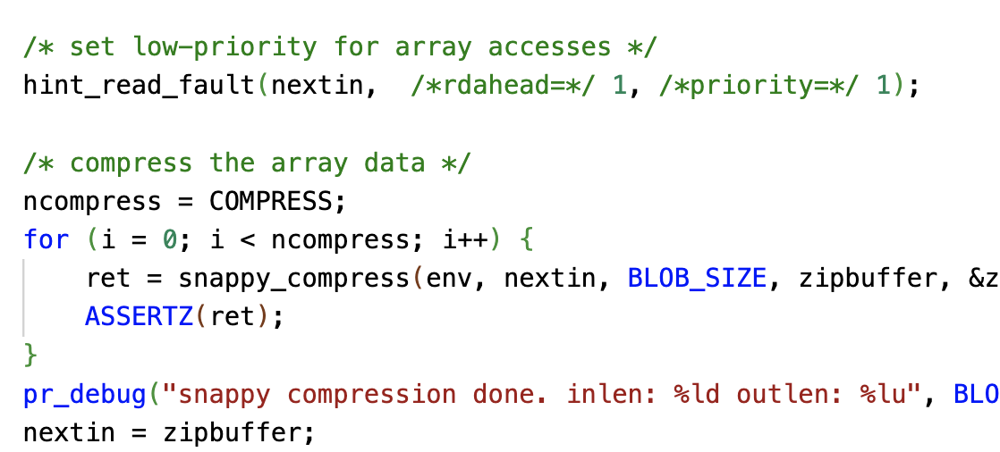 /* set low-priority for array accesses */
hint_read_fault(nextin,  /*rdahead=*/ 1, /*priority=*/ 1);
/* compress the array data */
ncompress = COMPRESS;
for (i = 0; i < ncompress; i++) {
    ret = snappy_compress(env, nextin, BLOB_SIZE, zipbuffer, &z
    ASSERTZ(ret);
}
pr_debug("snappy compression done. inlen: %ld outlen: %lu", BLO
nextin = zipbuffer;